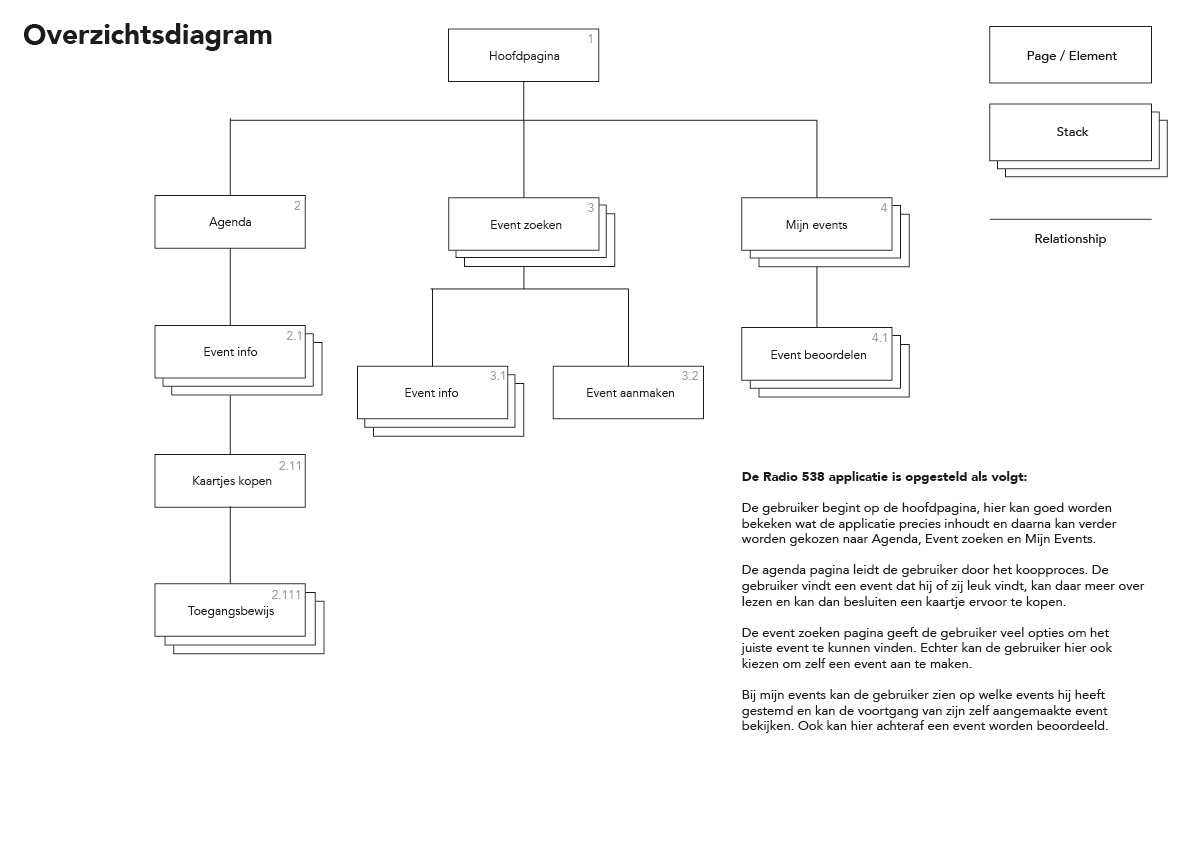 Overzichtsdiagram
1
Hoofdpagina
Page / Element
Stack
Relationship
2
Agenda
3
Event zoeken
4
Mijn events
2.1
Event info
3.1
Event info
3.2
Event aanmaken
4.1
Event beoordelen
2.11
Kaartjes kopen
2.111
Toegangsbewijs
De Radio 538 applicatie is opgesteld als volgt:
De gebruiker begint op de hoofdpagina, hier kan goed worden
bekeken wat de applicatie precies inhoudt en daarna kan verder
worden gekozen naar Agenda, Event zoeken en Mijn Events.
De agenda pagina leidt de gebruiker door het koopproces. De
gebruiker vindt een event dat hij of zij leuk vindt, kan daar meer over
lezen en kan dan besluiten een kaartje ervoor te kopen.
De event zoeken pagina geeft de gebruiker veel opties om het
juiste event te kunnen vinden. Echter kan de gebruiker hier ook
kiezen om zelf een event aan te maken.
Bij mijn events kan de gebruiker zien op welke events hij heeft
gestemd en kan de voortgang van zijn zelf aangemaakte event
bekijken. Ook kan hier achteraf een event worden beoordeeld.